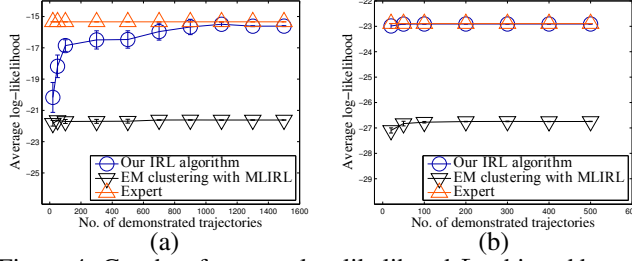 −15
−17
−19
−21
−23
−25
Average log−likelihood
Our IRL algorithm
EM clustering with MLIRL
Expert
0 200 400 600 800 1000 1200 1400 1600
No. of demonstrated trajectories
(a)
−22
−23
−24
−25
−26
−27
−28
−29
Average log−likelihood
Our IRL algorithm
EM clustering with MLIRL
Expert
0 100 200 300 400 500 600
No. of demonstrated trajectories
(b)